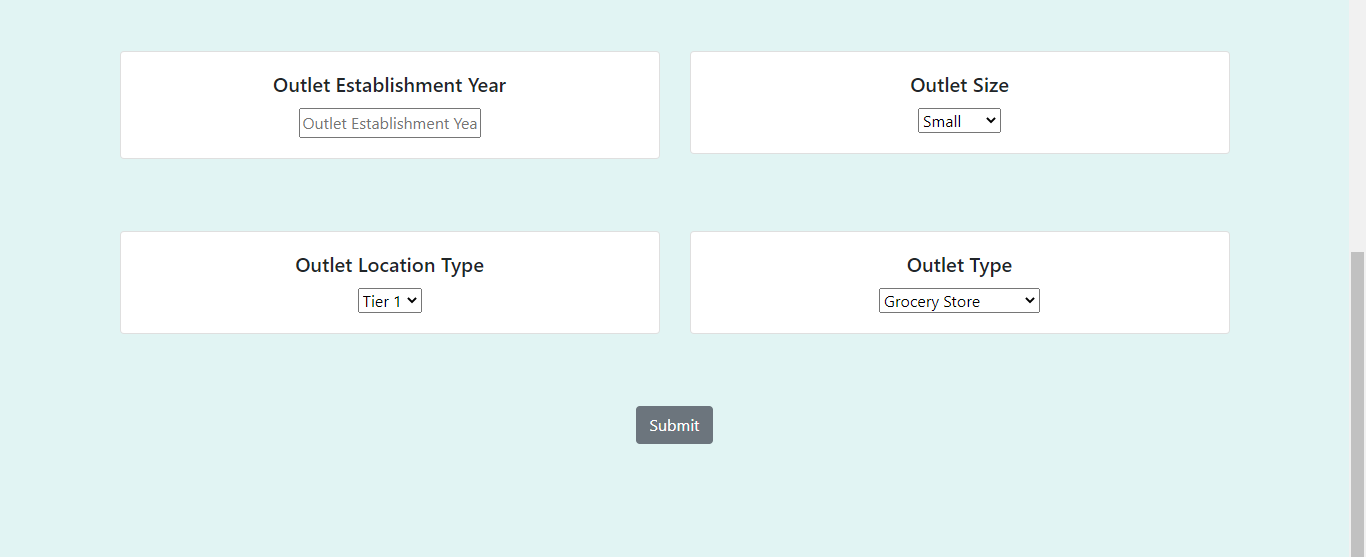 Outlet Establishment Year
Outlet Size
Outlet Establishment Yea
Small
Outlet Location Type
Outlet Type
Tier 1
Grocery Store
Submit